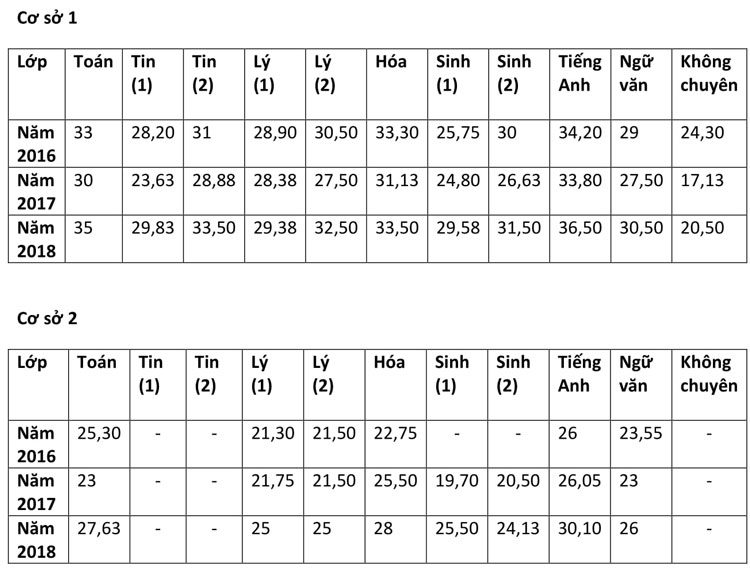 Cơ sở 1
Lớp Toán Tin (1) Tin (2) Lý (1) Lý (2) Hóa Sinh (1) Sinh (2) Tiếng Anh Ngữ văn Không chuyên
Năm 2016 33 28,20 31 28,90 30,50 33,30 25,75 30 34,20 29 24,30
Năm 2017 30 23,63 28,88 28,38 27,50 31,13 24,80 26,63 33,80 27,50 17,13
Năm 2018 35 29,83 33,50 29,38 32,50 33,50 29,58 31,50 36,50 30,50 20,50
Cơ sở 2
Lớp Toán Tin (1) Tin (2) Lý (1) Lý (2) Hóa Sinh (1) Sinh (2) Tiếng Anh Ngữ văn Không chuyên
Năm 2016 25,30 - - 21,30 21,50 22,75 - - 26 23,55 -
Năm 2017 23 - - 21,75 21,50 25,50 19,70 20,50 26,05 23 -
Năm 2018 27,63 - - 25 25 28 25,50 24,13 30,10 26 -